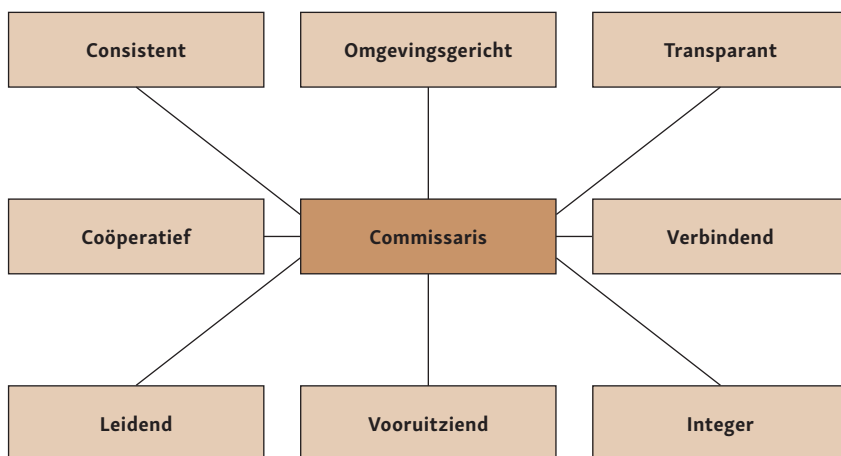 Consistent
Omgevingsgericht
Transparant
Coöperatief
Commissaris
Verbindend
Leidend
Vooruitziend
Integer